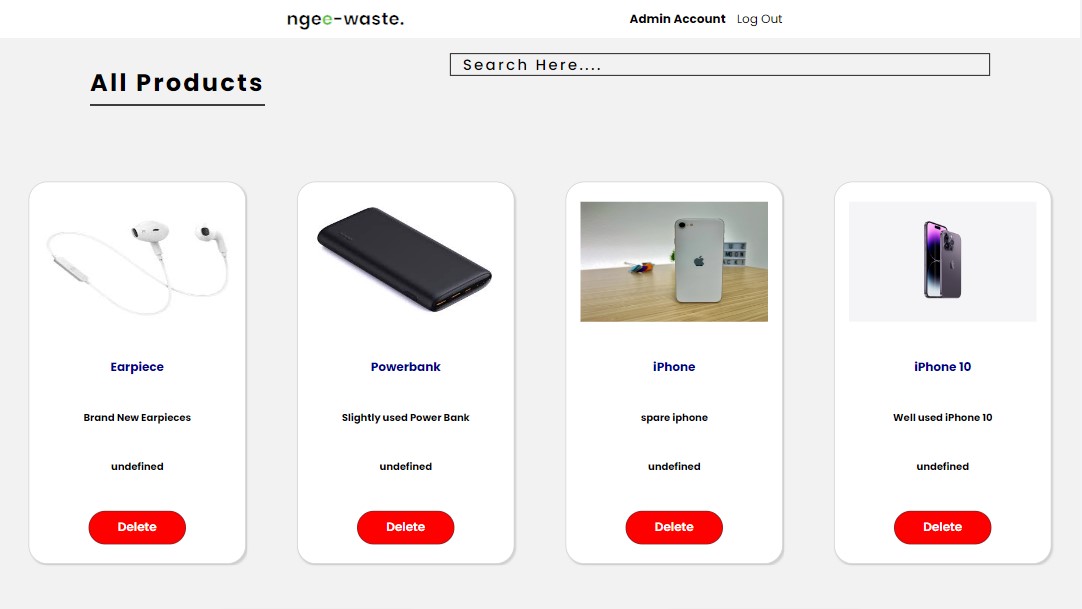 ngee-waste.
Admin Account Log Out
Search Here....
All Products
Earpiece
Powerbank
iPhone
iPhone 10
Brand New Earpieces
Slightly used Power Bank
spare iphone
Well used iPhone 10
undefined
undefined
undefined
undefined
Delete
Delete
Delete
Delete